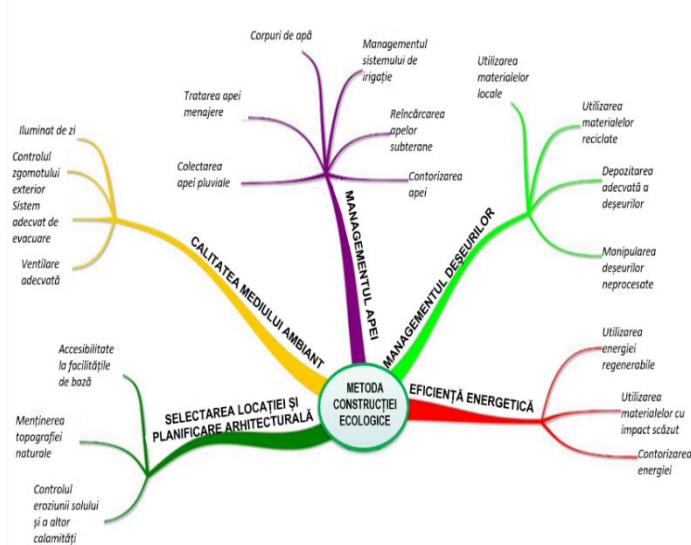 METODA
CONSTRUCȚIEI
ECOLOGICE
CALITATEA MEDIULUI AMBIANT
Iluminat de zi
Controlul
zgomotului
exterior
Sistem
adecvat de
evacuare
Ventilare
adecvată
MANAGEMENTUL APEI
Corpuri de apă
Managementul
sistemului de
irigație
Tratarea apei
menajere
Reîncărcarea
apelor
subterane
Colectarea
apei pluviale
Contorizarea
apei
MANAGEMENTUL DEȘEURILOR
Utilizarea
materialelor
locale
Utilizarea
materialelor
reciclate
Depozitarea
adecvată a
deșeurilor
Manipularea
deșeurilor
neprocesate
EFICIENȚĂ ENERGETICĂ
Utilizarea
energiei
regenerabile
Utilizarea
materialelor cu
impact scăzut
Contorizarea
energiei
SELECTAREA LOCAȚIEI ȘI
PLANIFICARE ARHITECTURALĂ
Accesibilitate
la facilitățile
de bază
Menținerea
topografiei
naturale
Controlul
eroziunii solului
și a altor
calamități